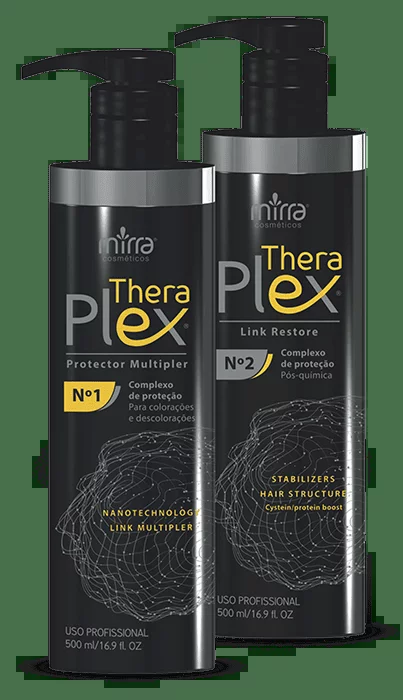 mirra®
cosméticos
Thera
Plex®
Protector Multipler
Nº1
Complexo
de proteção
Para colorações
e descolorações
NANOTECHNOLOGY
LINK MULTIPLER
USO PROFISSIONAL
500 ml/16.9 fl. OZ
mirra®
cosméticos
Thera
Plex®
Link Restore
Nº2
Complexo
de proteção
Pós-química
STABILIZERS
HAIR STRUCTURE
Cystein/protein boost
USO PROFISSIONAL
500 ml/16.9 fl. OZ